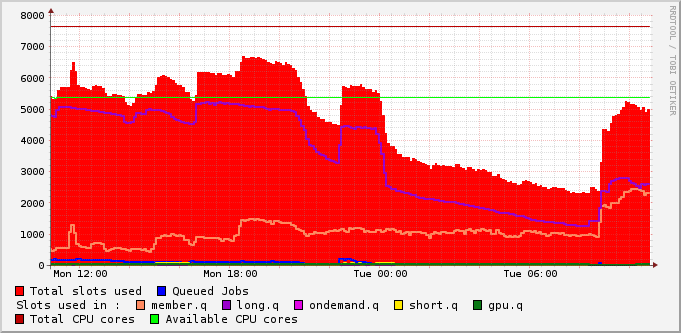 8000
7000
6000
5000
4000
3000
2000
1000
0
Mon 12:00 Mon 18:00 Tue 00:00 Tue 06:00
RRDTOOL / TOBI OETIKER
Total slots used Queued Jobs
Slots used in : member.q long.q ondemand.q short.q gpu.q
Total CPU cores Available CPU cores